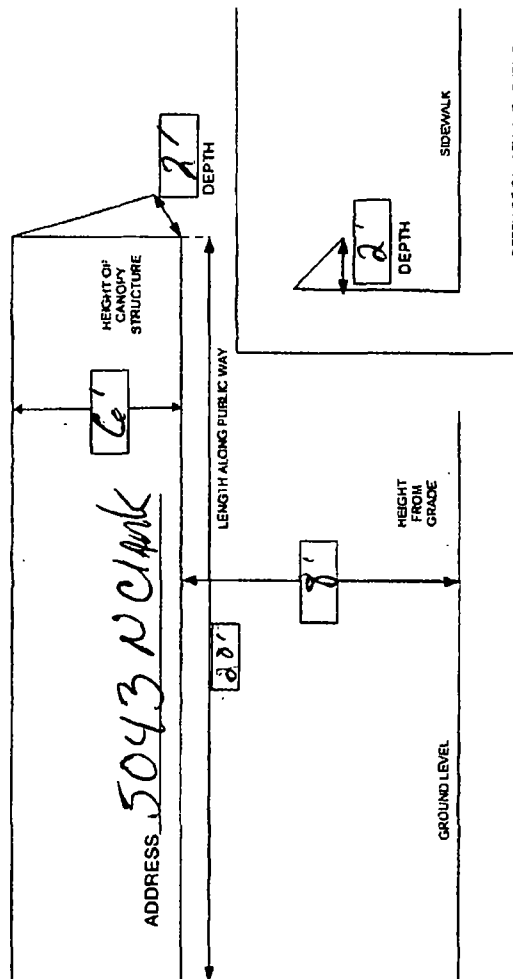 ADDRESS 5043 N Clark
6'
HEIGHT OF
CANOPY
STRUCTURE
2'
DEPTH
LENGTH ALONG PUBLIC WAY
20'
8'
HEIGHT
FROM
GRADE
GROUND LEVEL
2'
DEPTH
SIDEWALK